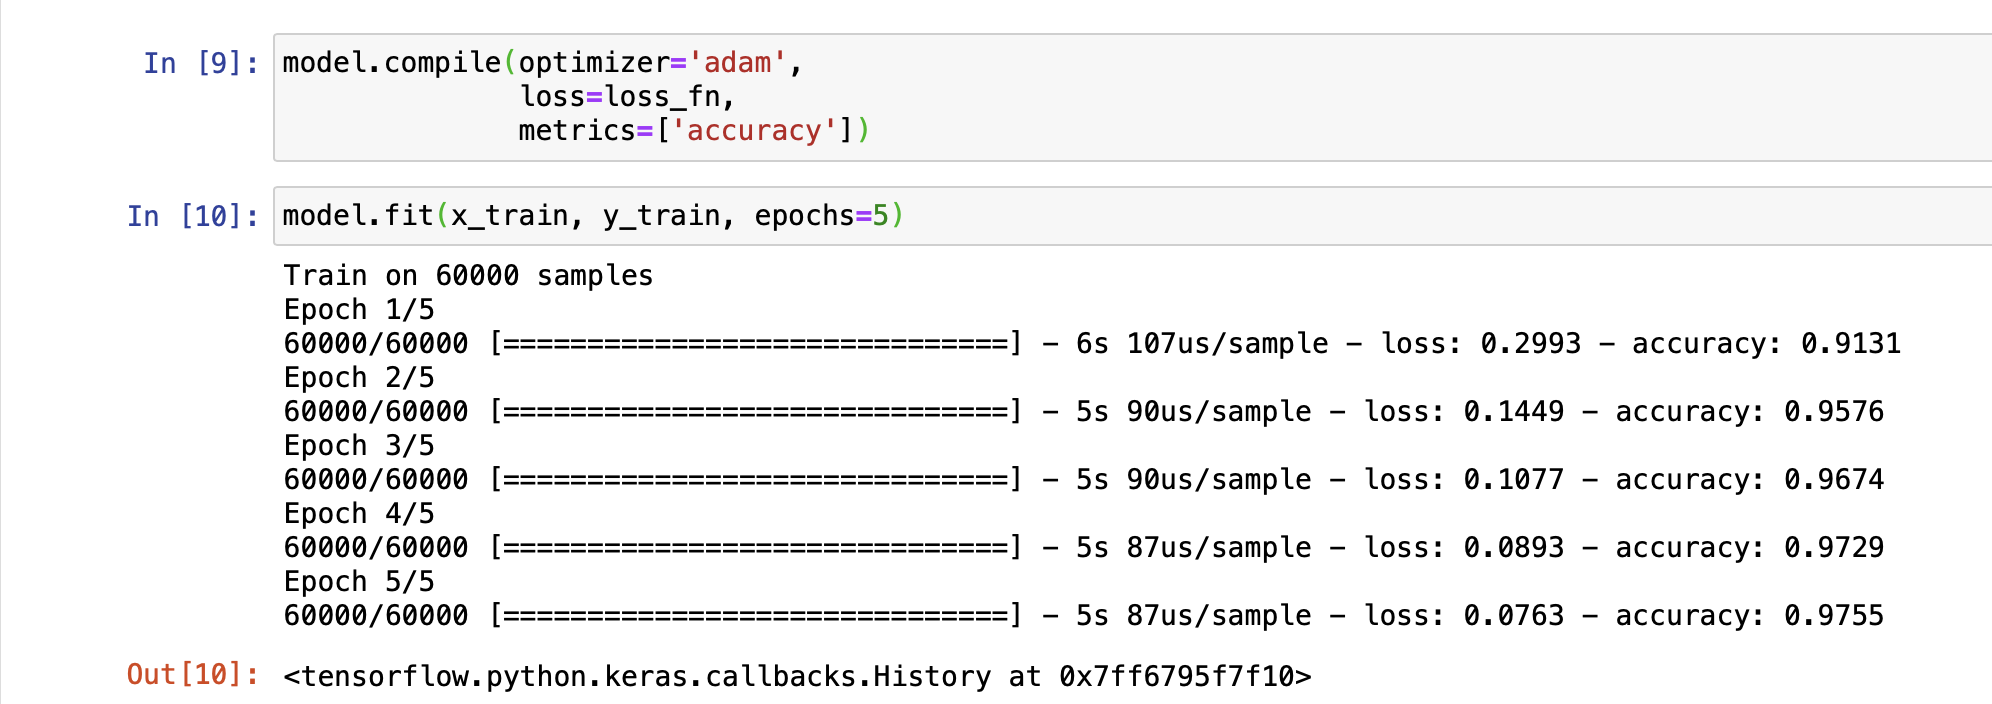 In [9]: model.compile(optimizer='adam',
              loss=loss_fn,
              metrics=['accuracy'])
In [10]: model.fit(x_train, y_train, epochs=5)
Train on 60000 samples
Epoch 1/5
60000/60000 [==============================] - 6s 107us/sample - loss: 0.2993 - accuracy: 0.9131
Epoch 2/5
60000/60000 [==============================] - 5s 90us/sample - loss: 0.1449 - accuracy: 0.9576
Epoch 3/5
60000/60000 [==============================] - 5s 90us/sample - loss: 0.1077 - accuracy: 0.9674
Epoch 4/5
60000/60000 [==============================] - 5s 87us/sample - loss: 0.0893 - accuracy: 0.9729
Epoch 5/5
60000/60000 [==============================] - 5s 87us/sample - loss: 0.0763 - accuracy: 0.9755
Out[10]: <tensorflow.python.keras.callbacks.History at 0x7ff6795f7f10>